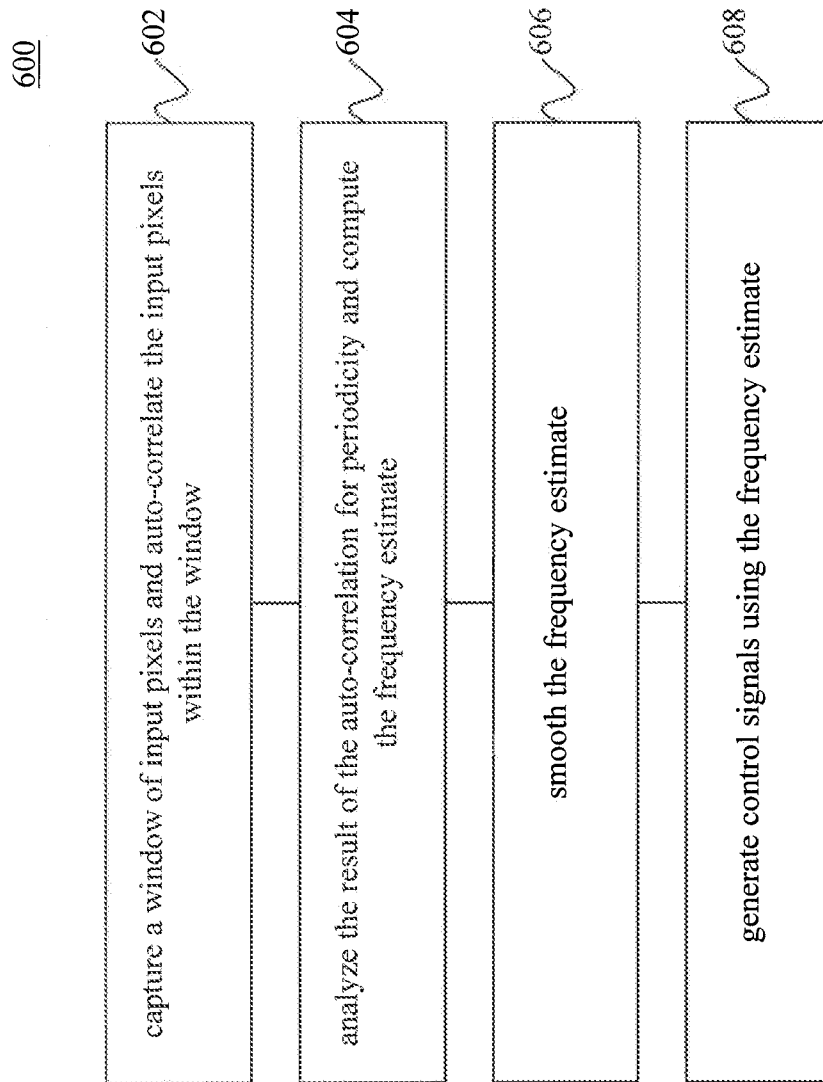 600
602
capture a window of input pixels and auto-correlate the input pixels
within the window
604
analyze the result of the auto-correlation for periodicity and compute
the frequency estimate
606
smooth the frequency estimate
608
generate control signals using the frequency estimate